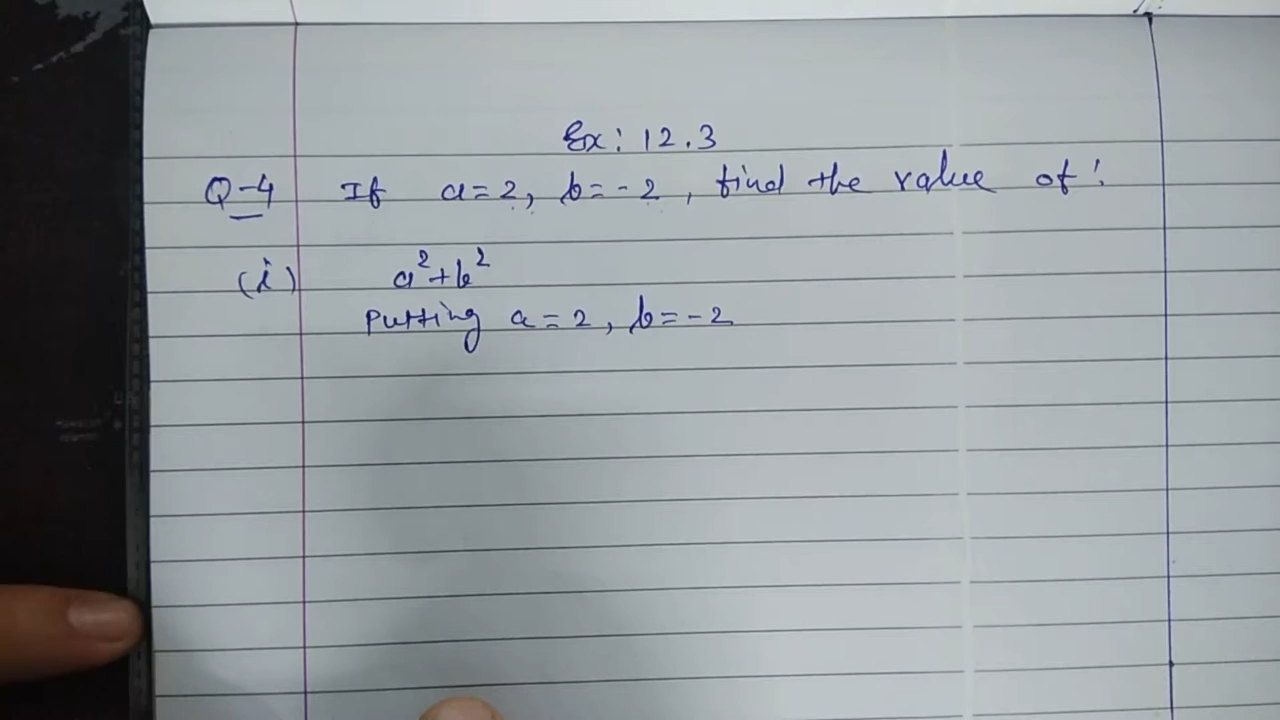 Ex: 12.3
Q-4 If a=2, b=-2, find the value of:
(i) a²+b²
Putting a=2, b=-2